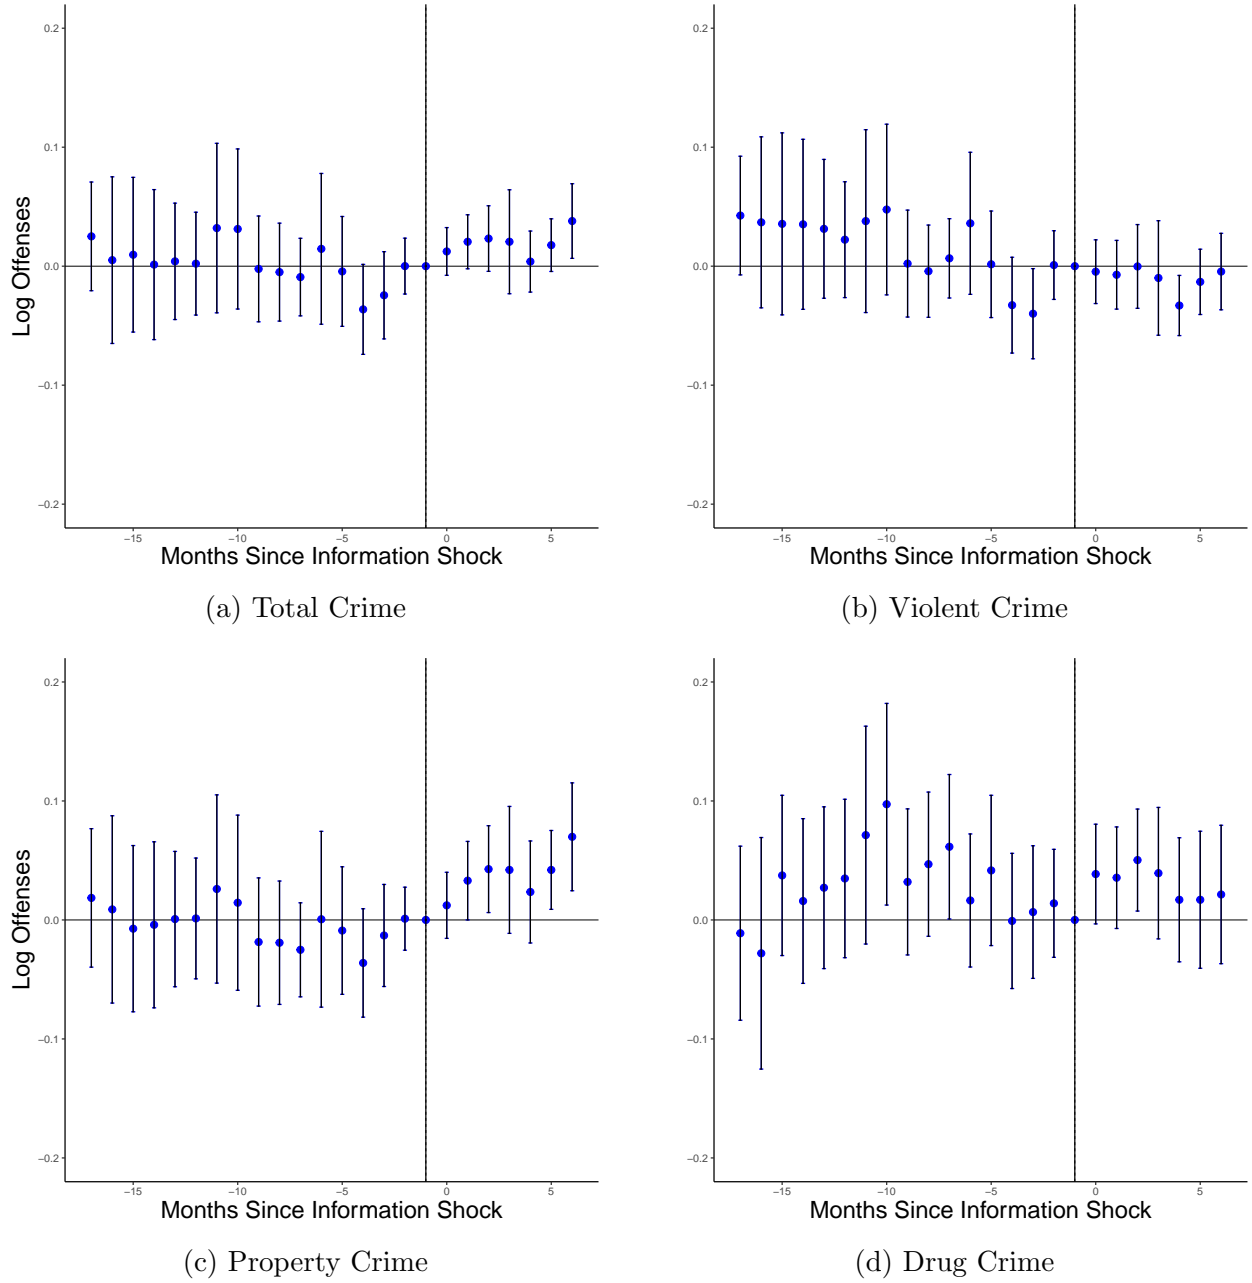 0.2
0.1
0.0
−0.1
−0.2
Log Offenses
−15 −10 −5 0 5
Months Since Information Shock
(a) Total Crime
0.2
0.1
0.0
−0.1
−0.2
−15 −10 −5 0 5
Months Since Information Shock
(b) Violent Crime
0.2
0.1
0.0
−0.1
−0.2
Log Offenses
−15 −10 −5 0 5
Months Since Information Shock
(c) Property Crime
0.2
0.1
0.0
−0.1
−0.2
−15 −10 −5 0 5
Months Since Information Shock
(d) Drug Crime